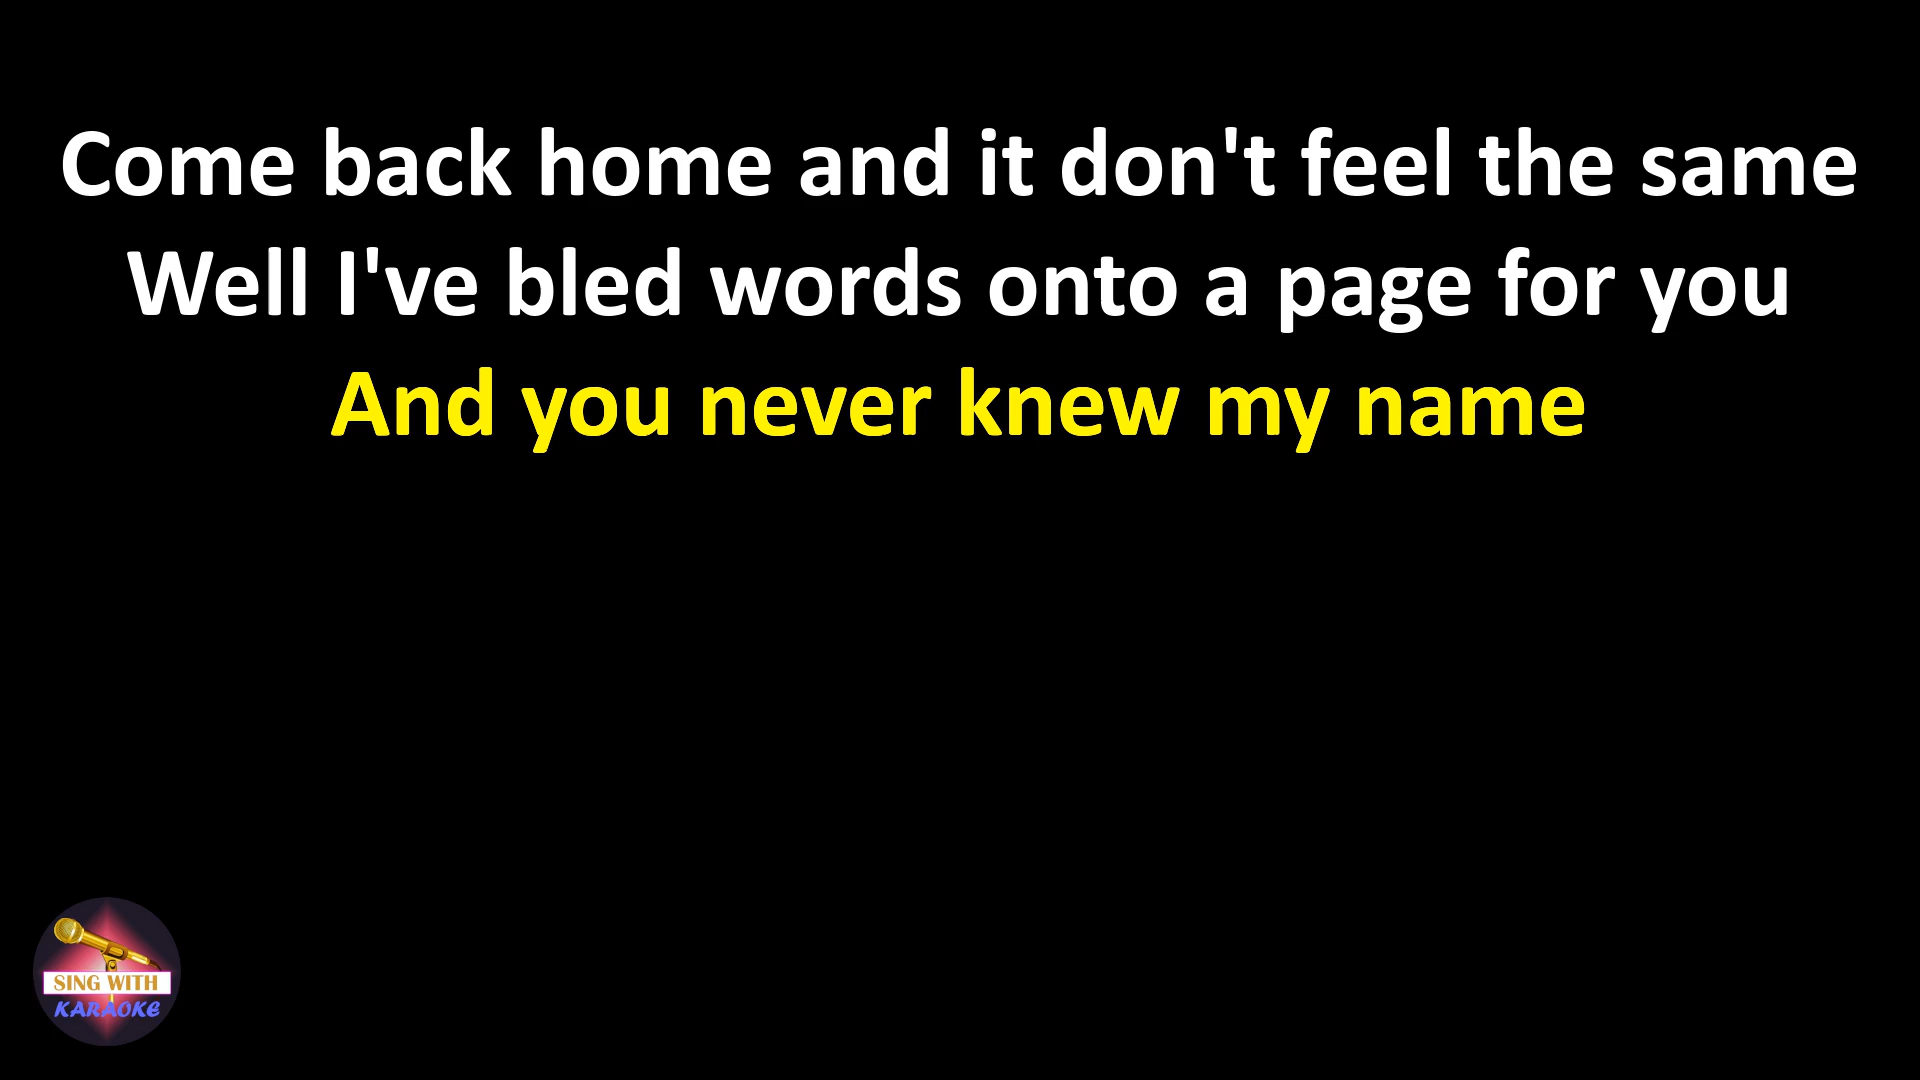 Come back home and it don't feel the same
Well I've bled words onto a page for you
And you never knew my name
SING WITH
KARAOKE